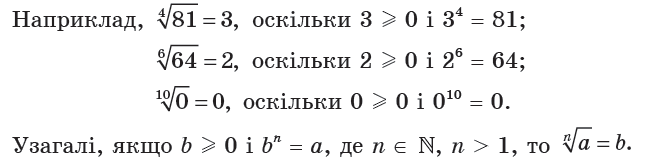 Наприклад, ⁴√81 = 3, оскільки 3 ⩾ 0 і 3⁴ = 81;
⁶√64 = 2, оскільки 2 ⩾ 0 і 2⁶ = 64;
¹⁰√0 = 0, оскільки 0 ⩾ 0 і 0¹⁰ = 0.
Узагалі, якщо b ⩾ 0 і bⁿ = a, де n ∈ ℕ, n > 1, то ⁿ√a = b.